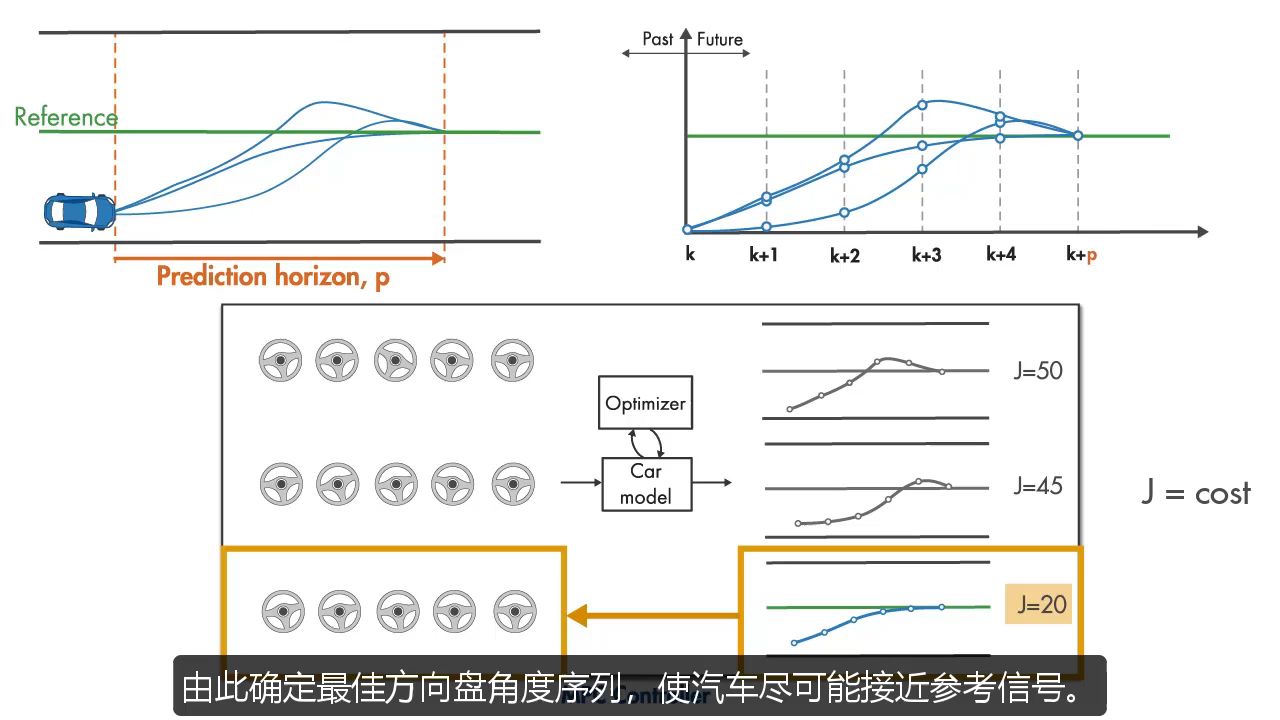 Reference
Prediction horizon, p
Past
Future
k
k+1
k+2
k+3
k+4
k+p
Optimizer
Car
model
J=50
J=45
J=20
J = cost
由此确定最佳方向盘角度序列，使汽车尽可能接近参考信号。